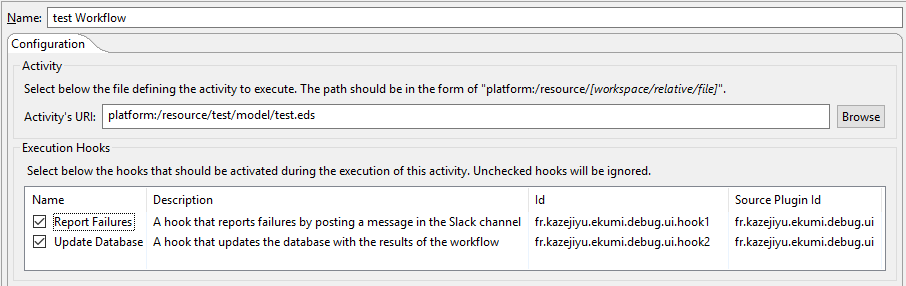 Name: test Workflow
Configuration
Activity
Select below the file defining the activity to execute. The path should be in the form of "platform:/resource/[workspace/relative/file]".
Activity's URI: platform:/resource/test/model/test.eds Browse
Execution Hooks
Select below the hooks that should be activated during the execution of this activity. Unchecked hooks will be ignored.
Name Description Id Source Plugin Id
Report Failures A hook that reports failures by posting a message in the Slack channel fr.kazejiyu.ekumi.debug.ui.hook1 fr.kazejiyu.ekumi.debug.ui
Update Database A hook that updates the database with the results of the workflow fr.kazejiyu.ekumi.debug.ui.hook2 fr.kazejiyu.ekumi.debug.ui